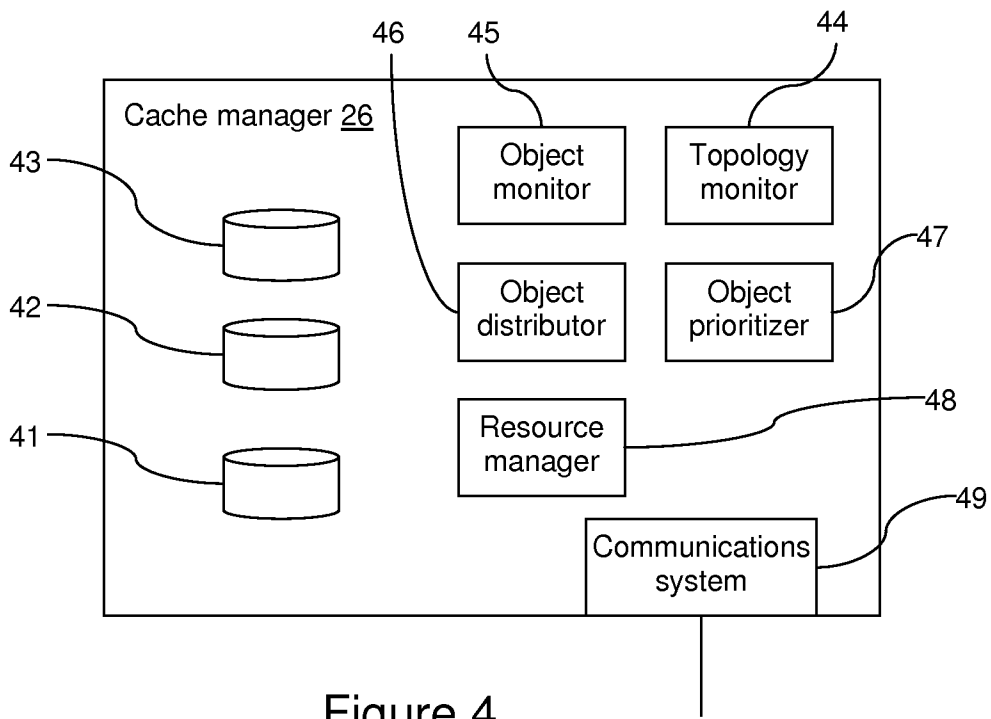 46
45
44
Cache manager 26
43
Object
monitor
Topology
monitor
47
42
Object
distributor
Object
prioritizer
48
41
Resource
manager
49
Communications
system
Figure 4